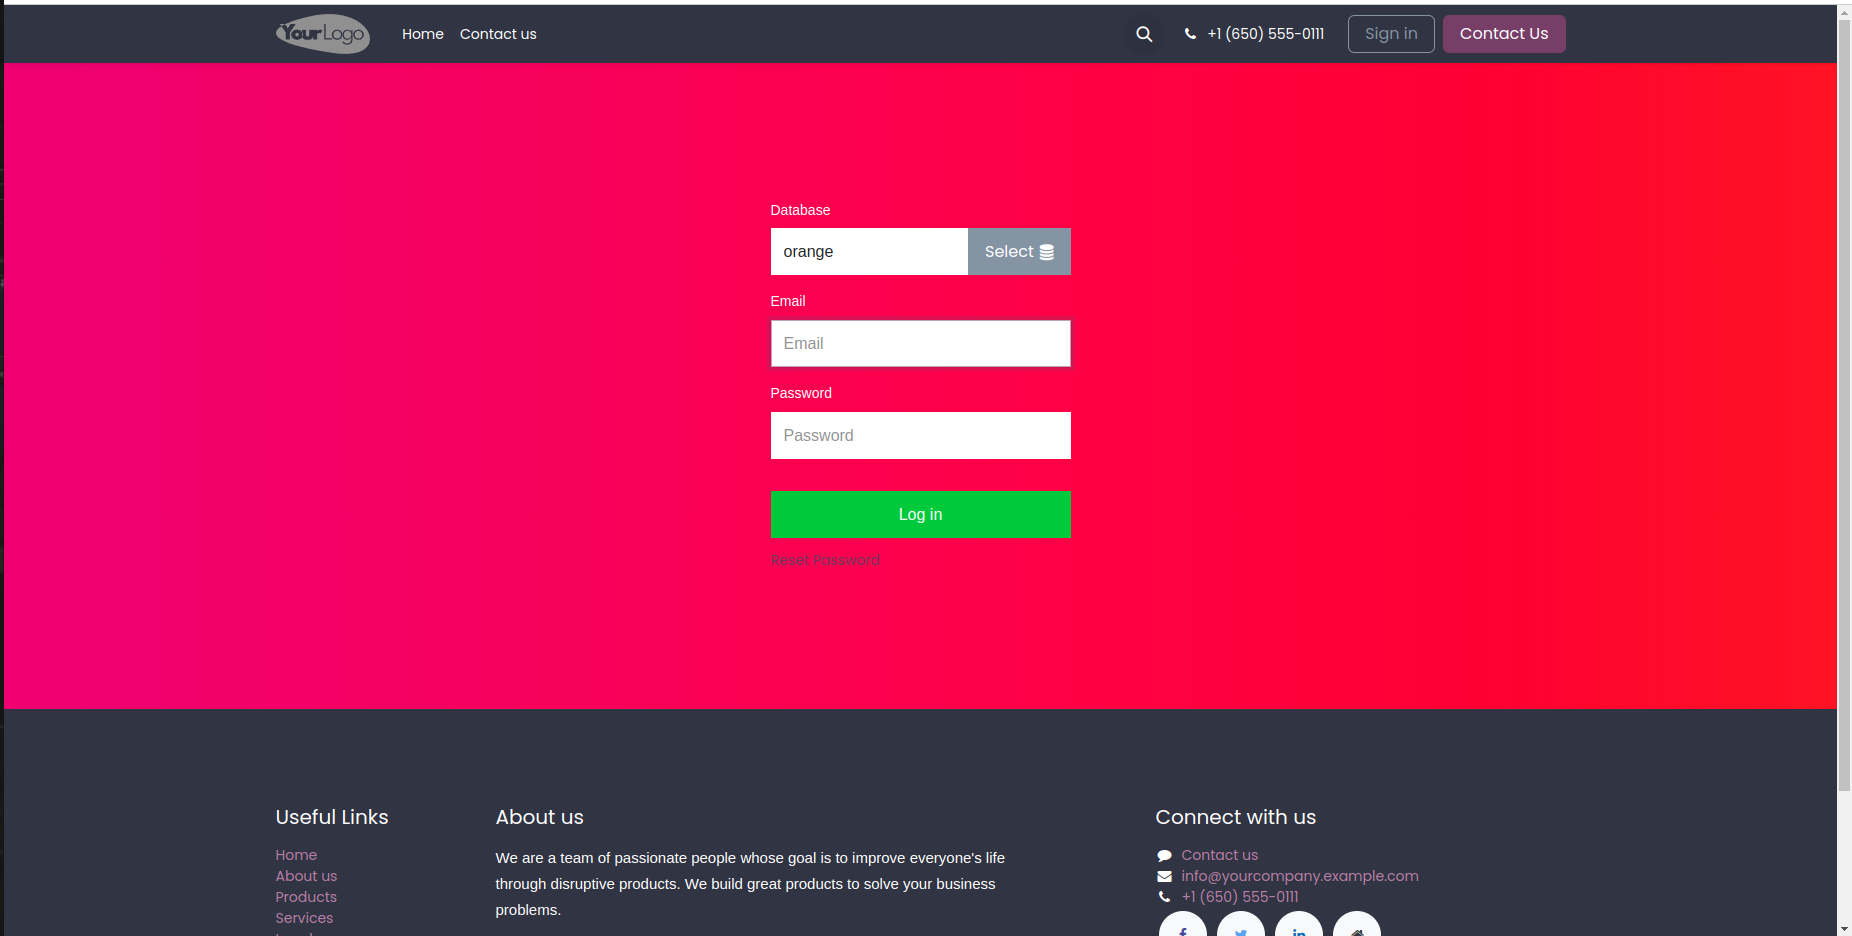 YourLogo
Home Contact us
+1 (650) 555-0111 Sign in Contact Us
Database
orange Select
Email
Email
Password
Password
Log in
Reset Password
Useful Links
Home
About us
Products
Services
About us
We are a team of passionate people whose goal is to improve everyone's life
through disruptive products. We build great products to solve your business
problems.
Connect with us
Contact us
info@yourcompany.example.com
+1 (650) 555-0111